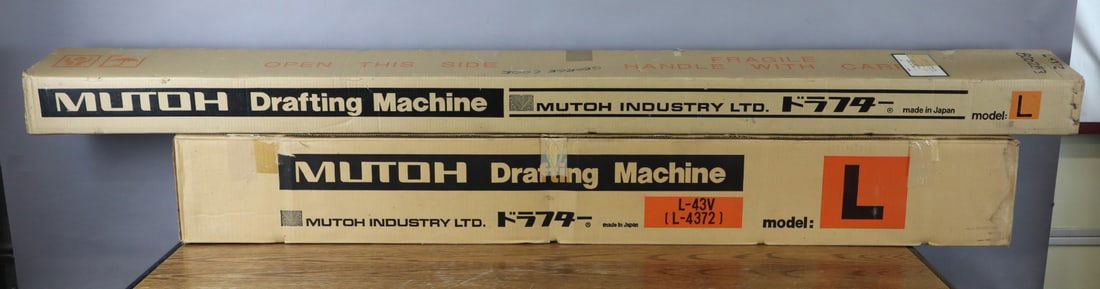 OPEN THIS SIDE
GEORGE COOK
FRAGILE
HANDLE WITH CARE
MUTOH Drafting Machine
MUTOH INDUSTRY LTD. ドラフター ® made in Japan
model: L
MUTOH Drafting Machine
MUTOH INDUSTRY LTD. ドラフター ® made in Japan
L-43V
(L-4372)
model: L